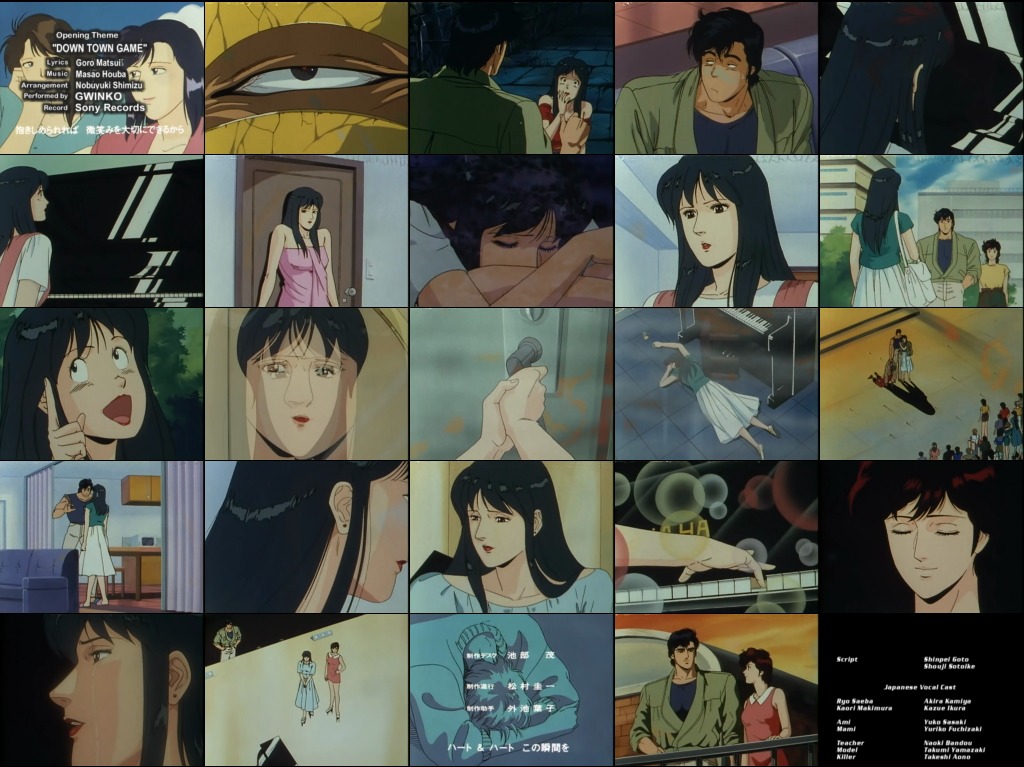 Opening Theme
"DOWN TOWN GAME"
Lyrics Goro Matsui
Music Masao Houba
Arrangement Nobuyuki Shimizu
Performed by GWINKO
Record Sony Records
抱きしめられれば 微笑みを大切にできるから
制作デスク 池部 茂
制作進行 松村圭一
制作助手 外池葉子
ハート & ハート この瞬間を
Script Shinpei Goto
Shouji Sotoike
Japanese Vocal Cast
Ryo Saeba Akira Kamiya
Kaori Makimura Kazue Ikura
Ami Yuko Sasaki
Mami Yuriko Fuchizaki
Teacher Naoki Bandou
Model Takumi Yamazaki
Killer Takeshi Aono